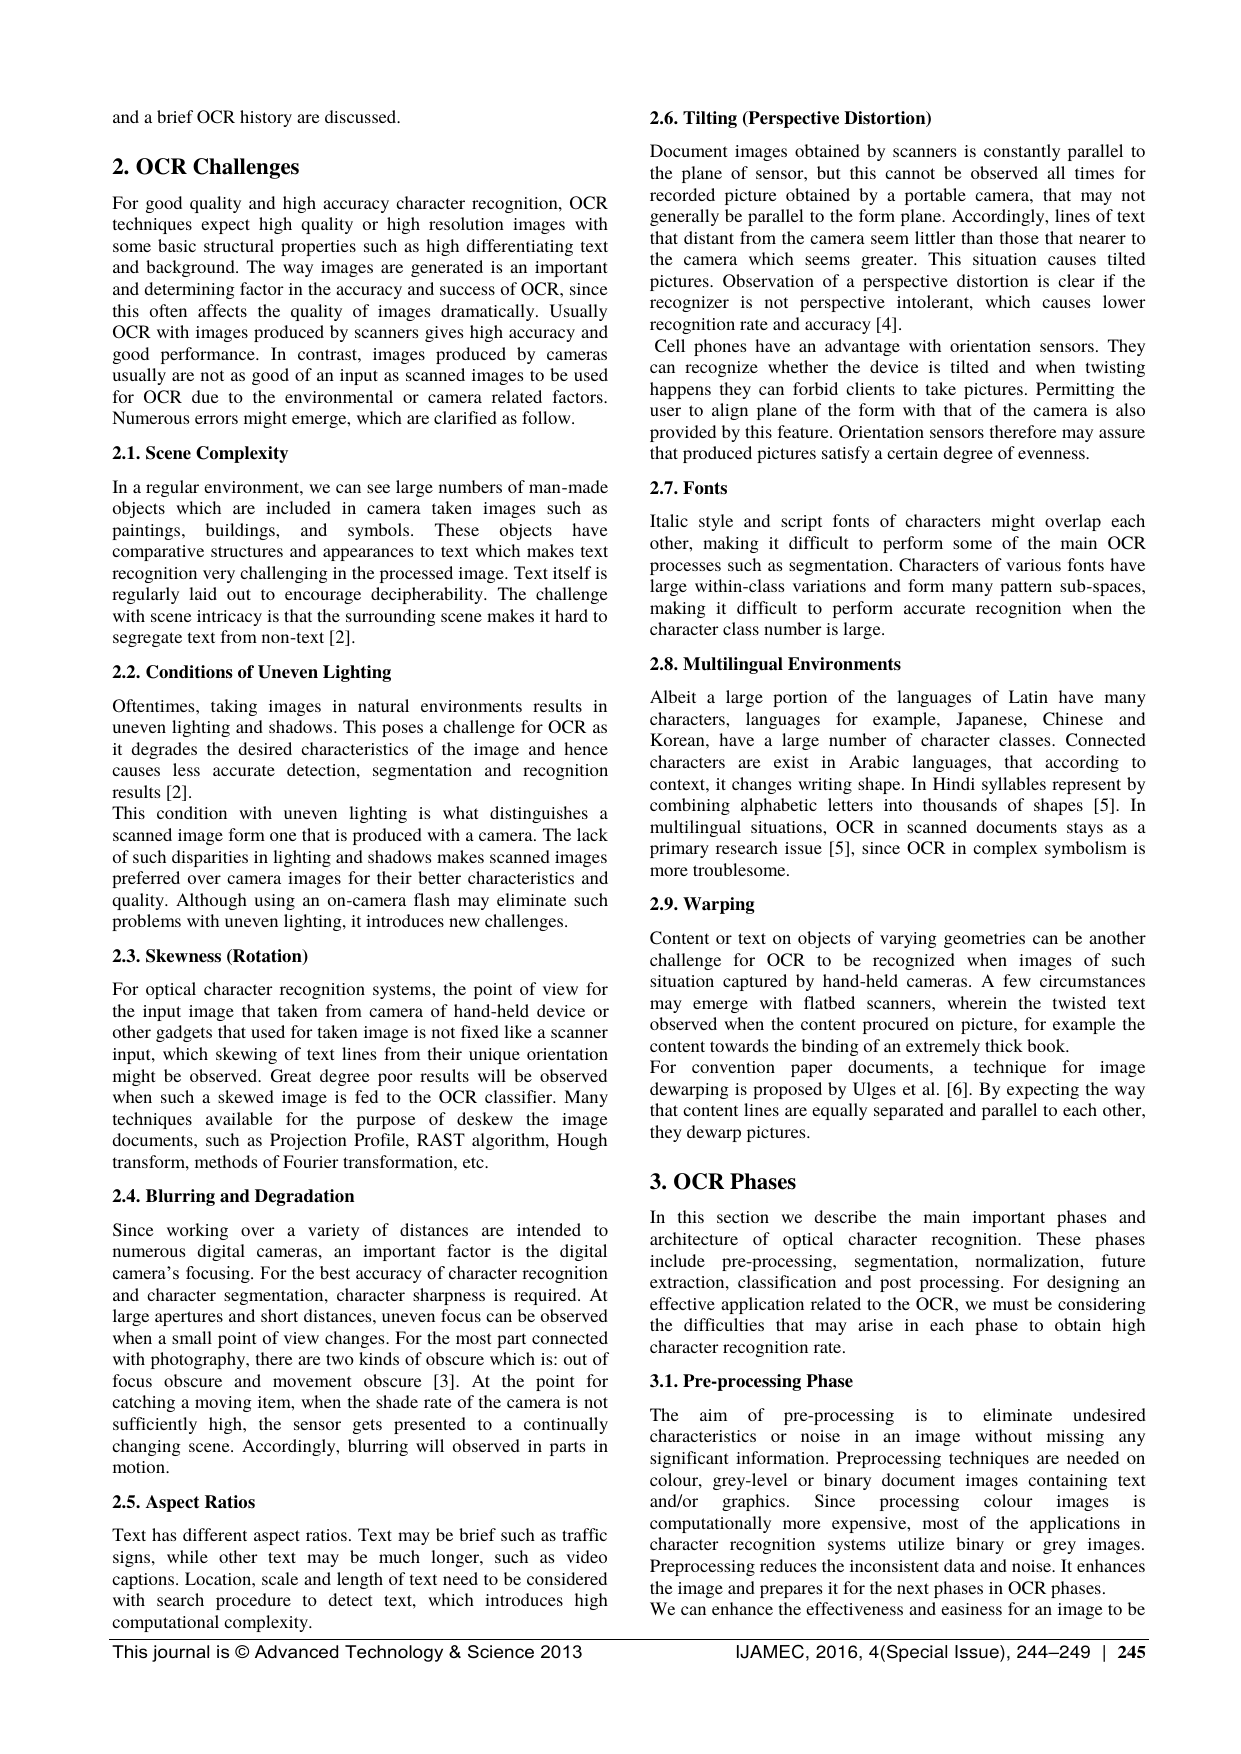 and a brief OCR history are discussed.
2. OCR Challenges
For good quality and high accuracy character recognition, OCR
techniques expect high quality or high resolution images with
some basic structural properties such as high differentiating text
and background. The way images are generated is an important
and determining factor in the accuracy and success of OCR, since
this often affects the quality of images dramatically. Usually
OCR with images produced by scanners gives high accuracy and
good performance. In contrast, images produced by cameras
usually are not as good of an input as scanned images to be used
for OCR due to the environmental or camera related factors.
Numerous errors might emerge, which are clarified as follow.
2.1. Scene Complexity
In a regular environment, we can see large numbers of man-made
objects which are included in camera taken images such as
paintings, buildings, and symbols. These objects have
comparative structures and appearances to text which makes text
recognition very challenging in the processed image. Text itself is
regularly laid out to encourage decipherability. The challenge
with scene intricacy is that the surrounding scene makes it hard to
segregate text from non-text [2].
2.2. Conditions of Uneven Lighting
Oftentimes, taking images in natural environments results in
uneven lighting and shadows. This poses a challenge for OCR as
it degrades the desired characteristics of the image and hence
causes less accurate detection, segmentation and recognition
results [2].
This condition with uneven lighting is what distinguishes a
scanned image form one that is produced with a camera. The lack
of such disparities in lighting and shadows makes scanned images
preferred over camera images for their better characteristics and
quality. Although using an on-camera flash may eliminate such
problems with uneven lighting, it introduces new challenges.
2.3. Skewness (Rotation)
For optical character recognition systems, the point of view for
the input image that taken from camera of hand-held device or
other gadgets that used for taken image is not fixed like a scanner
input, which skewing of text lines from their unique orientation
might be observed. Great degree poor results will be observed
when such a skewed image is fed to the OCR classifier. Many
techniques available for the purpose of deskew the image
documents, such as Projection Profile, RAST algorithm, Hough
transform, methods of Fourier transformation, etc.
2.4. Blurring and Degradation
Since working over a variety of distances are intended to
numerous digital cameras, an important factor is the digital
camera’s focusing. For the best accuracy of character recognition
and character segmentation, character sharpness is required. At
large apertures and short distances, uneven focus can be observed
when a small point of view changes. For the most part connected
with photography, there are two kinds of obscure which is: out of
focus obscure and movement obscure [3]. At the point for
catching a moving item, when the shade rate of the camera is not
sufficiently high, the sensor gets presented to a continually
changing scene. Accordingly, blurring will observed in parts in
motion.
2.5. Aspect Ratios
Text has different aspect ratios. Text may be brief such as traffic
signs, while other text may be much longer, such as video
captions. Location, scale and length of text need to be considered
with search procedure to detect text, which introduces high
computational complexity.
2.6. Tilting (Perspective Distortion)
Document images obtained by scanners is constantly parallel to
the plane of sensor, but this cannot be observed all times for
recorded picture obtained by a portable camera, that may not
generally be parallel to the form plane. Accordingly, lines of text
that distant from the camera seem littler than those that nearer to
the camera which seems greater. This situation causes tilted
pictures. Observation of a perspective distortion is clear if the
recognizer is not perspective intolerant, which causes lower
recognition rate and accuracy [4].
Cell phones have an advantage with orientation sensors. They
can recognize whether the device is tilted and when twisting
happens they can forbid clients to take pictures. Permitting the
user to align plane of the form with that of the camera is also
provided by this feature. Orientation sensors therefore may assure
that produced pictures satisfy a certain degree of evenness.
2.7. Fonts
Italic style and script fonts of characters might overlap each
other, making it difficult to perform some of the main OCR
processes such as segmentation. Characters of various fonts have
large within-class variations and form many pattern sub-spaces,
making it difficult to perform accurate recognition when the
character class number is large.
2.8. Multilingual Environments
Albeit a large portion of the languages of Latin have many
characters, languages for example, Japanese, Chinese and
Korean, have a large number of character classes. Connected
characters are exist in Arabic languages, that according to
context, it changes writing shape. In Hindi syllables represent by
combining alphabetic letters into thousands of shapes [5]. In
multilingual situations, OCR in scanned documents stays as a
primary research issue [5], since OCR in complex symbolism is
more troublesome.
2.9. Warping
Content or text on objects of varying geometries can be another
challenge for OCR to be recognized when images of such
situation captured by hand-held cameras. A few circumstances
may emerge with flatbed scanners, wherein the twisted text
observed when the content procured on picture, for example the
content towards the binding of an extremely thick book.
For convention paper documents, a technique for image
dewarping is proposed by Ulges et al. [6]. By expecting the way
that content lines are equally separated and parallel to each other,
they dewarp pictures.
3. OCR Phases
In this section we describe the main important phases and
architecture of optical character recognition. These phases
include pre-processing, segmentation, normalization, future
extraction, classification and post processing. For designing an
effective application related to the OCR, we must be considering
the difficulties that may arise in each phase to obtain high
character recognition rate.
3.1. Pre-processing Phase
The aim of pre-processing is to eliminate undesired
characteristics or noise in an image without missing any
significant information. Preprocessing techniques are needed on
colour, grey-level or binary document images containing text
and/or graphics. Since processing colour images is
computationally more expensive, most of the applications in
character recognition systems utilize binary or grey images.
Preprocessing reduces the inconsistent data and noise. It enhances
the image and prepares it for the next phases in OCR phases.
We can enhance the effectiveness and easiness for an image to be
This journal is © Advanced Technology & Science 2013
IJAMEC, 2016, 4(Special Issue), 244–249 | 245